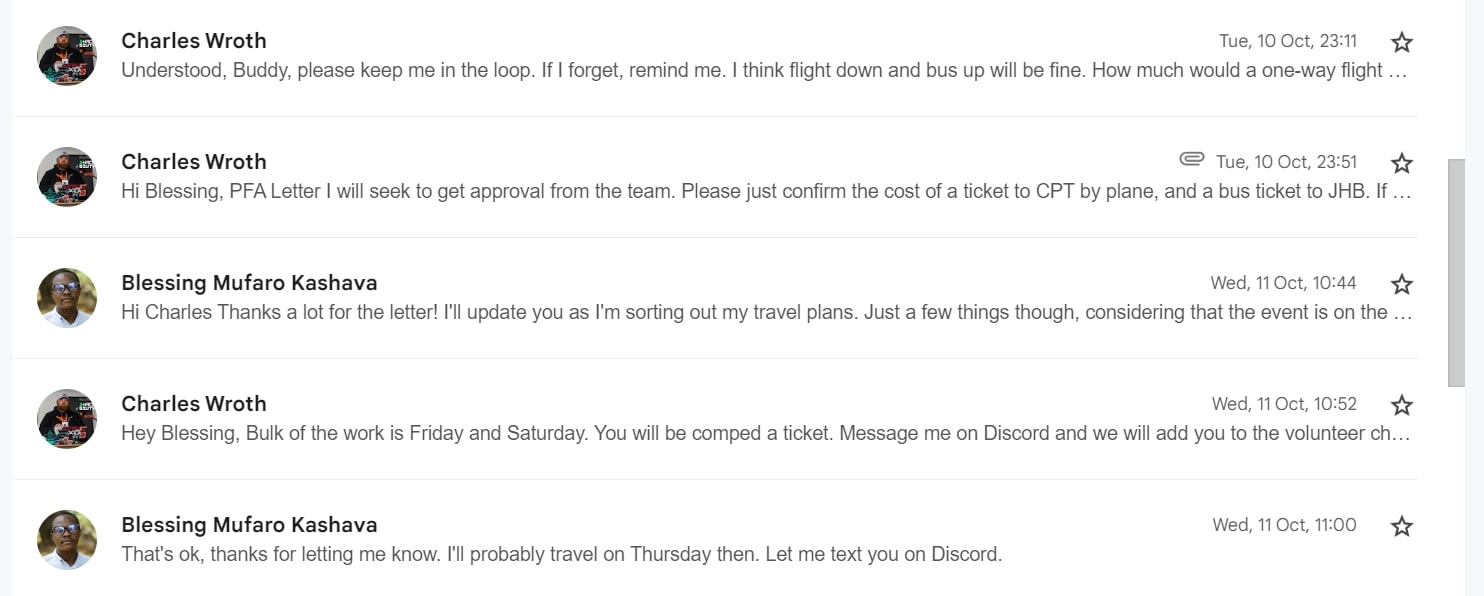 Charles Wroth
Tue, 10 Oct, 23:11
Understood, Buddy, please keep me in the loop. If I forget, remind me. I think flight down and bus up will be fine. How much would a one-way flight …
Charles Wroth
Tue, 10 Oct, 23:51
Hi Blessing, PFA Letter I will seek to get approval from the team. Please just confirm the cost of a ticket to CPT by plane, and a bus ticket to JHB. If …
Blessing Mufaro Kashava
Wed, 11 Oct, 10:44
Hi Charles Thanks a lot for the letter! I'll update you as I'm sorting out my travel plans. Just a few things though, considering that the event is on the …
Charles Wroth
Wed, 11 Oct, 10:52
Hey Blessing, Bulk of the work is Friday and Saturday. You will be comped a ticket. Message me on Discord and we will add you to the volunteer ch…
Blessing Mufaro Kashava
Wed, 11 Oct, 11:00
That's ok, thanks for letting me know. I'll probably travel on Thursday then. Let me text you on Discord.